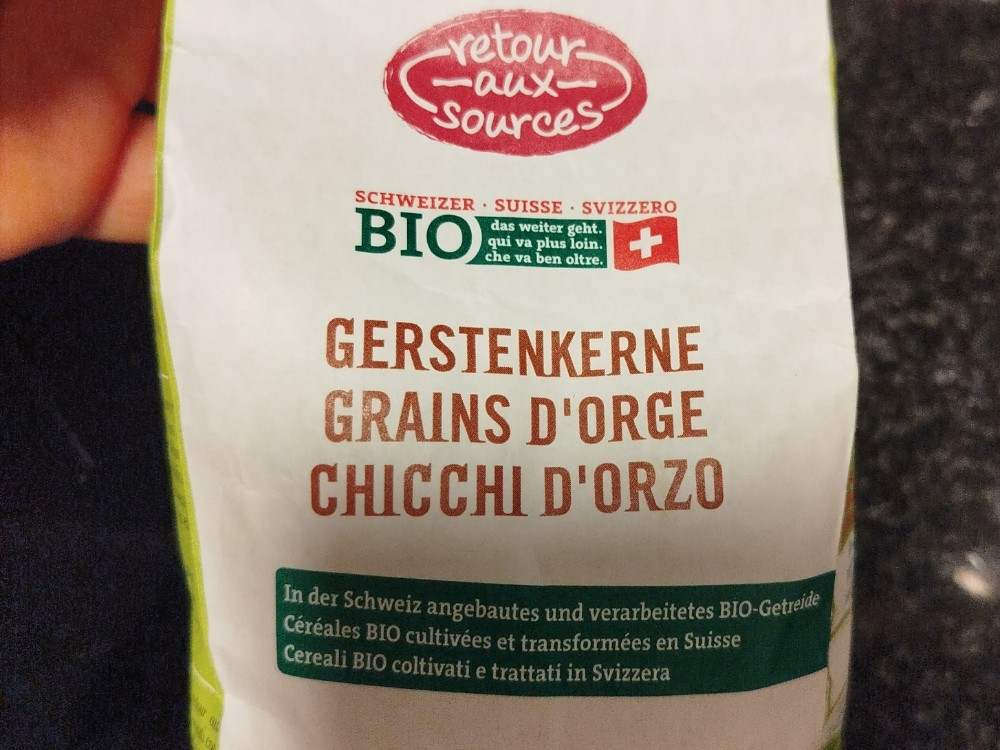 retour
aux
sources
SCHWEIZER · SUISSE · SVIZZERO
BIO
das weiter geht.
qui va plus loin.
che va ben oltre.
GERSTENKERNE
GRAINS D'ORGE
CHICCHI D'ORZO
In der Schweiz angebautes und verarbeitetes BIO-Getreide
Céréales BIO cultivées et transformées en Suisse
Cereali BIO coltivati e trattati in Svizzera